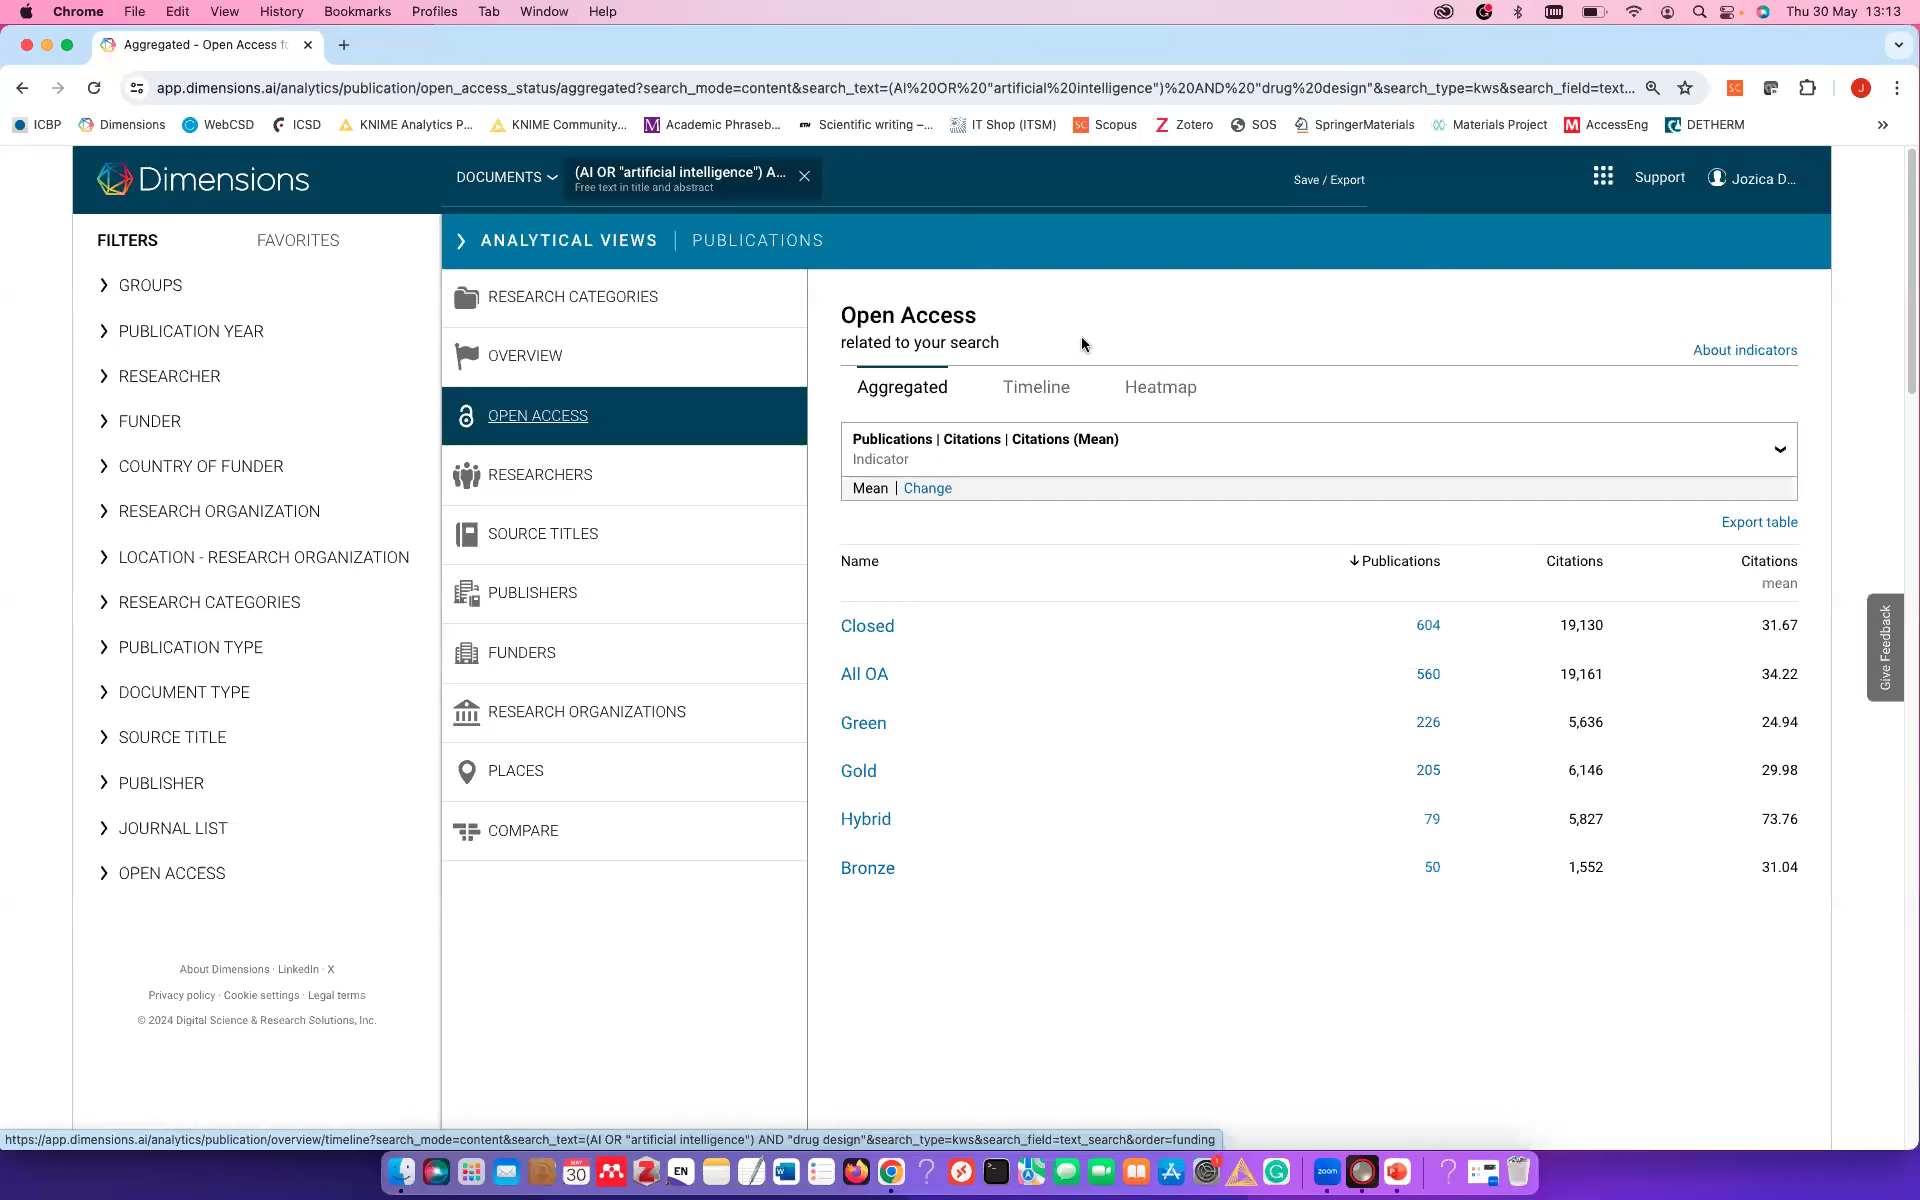 Chrome File Edit View History Bookmarks Profiles Tab Window Help Thu 30 May 13:13
Aggregated - Open Access fo
app.dimensions.ai/analytics/publication/open_access_status/aggregated?search_mode=content&search_text=(AI%20OR%20"artificial%20intelligence")%20AND%20"drug%20design"&search_type=kws&search_field=text...
ICBP Dimensions WebCSD ICSD KNIME Analytics P... KNIME Community... Academic Phraseb... Scientific writing –... IT Shop (ITSM) Scopus Zotero SOS SpringerMaterials Materials Project AccessEng DETHERM
Dimensions
DOCUMENTS
(AI OR "artificial intelligence") A...
Free text in title and abstract
Save / Export
Support
Jozica D...
FILTERS FAVORITES
GROUPS
PUBLICATION YEAR
RESEARCHER
FUNDER
COUNTRY OF FUNDER
RESEARCH ORGANIZATION
LOCATION - RESEARCH ORGANIZATION
RESEARCH CATEGORIES
PUBLICATION TYPE
DOCUMENT TYPE
SOURCE TITLE
PUBLISHER
JOURNAL LIST
OPEN ACCESS
About Dimensions · LinkedIn · X
Privacy policy · Cookie settings · Legal terms
© 2024 Digital Science & Research Solutions, Inc.
ANALYTICAL VIEWS | PUBLICATIONS
RESEARCH CATEGORIES
OVERVIEW
OPEN ACCESS
RESEARCHERS
SOURCE TITLES
PUBLISHERS
FUNDERS
RESEARCH ORGANIZATIONS
PLACES
COMPARE
Open Access
related to your search
About indicators
Aggregated Timeline Heatmap
Publications | Citations | Citations (Mean)
Indicator
Mean | Change
Export table
Name Publications Citations Citations
mean
Closed 604 19,130 31.67
All OA 560 19,161 34.22
Green 226 5,636 24.94
Gold 205 6,146 29.98
Hybrid 79 5,827 73.76
Bronze 50 1,552 31.04
Give Feedback
https://app.dimensions.ai/analytics/publication/overview/timeline?search_mode=content&search_text=(AI OR "artificial intelligence") AND "drug design"&search_type=kws&search_field=text_search&order=funding
MAY
30
EN
zoom